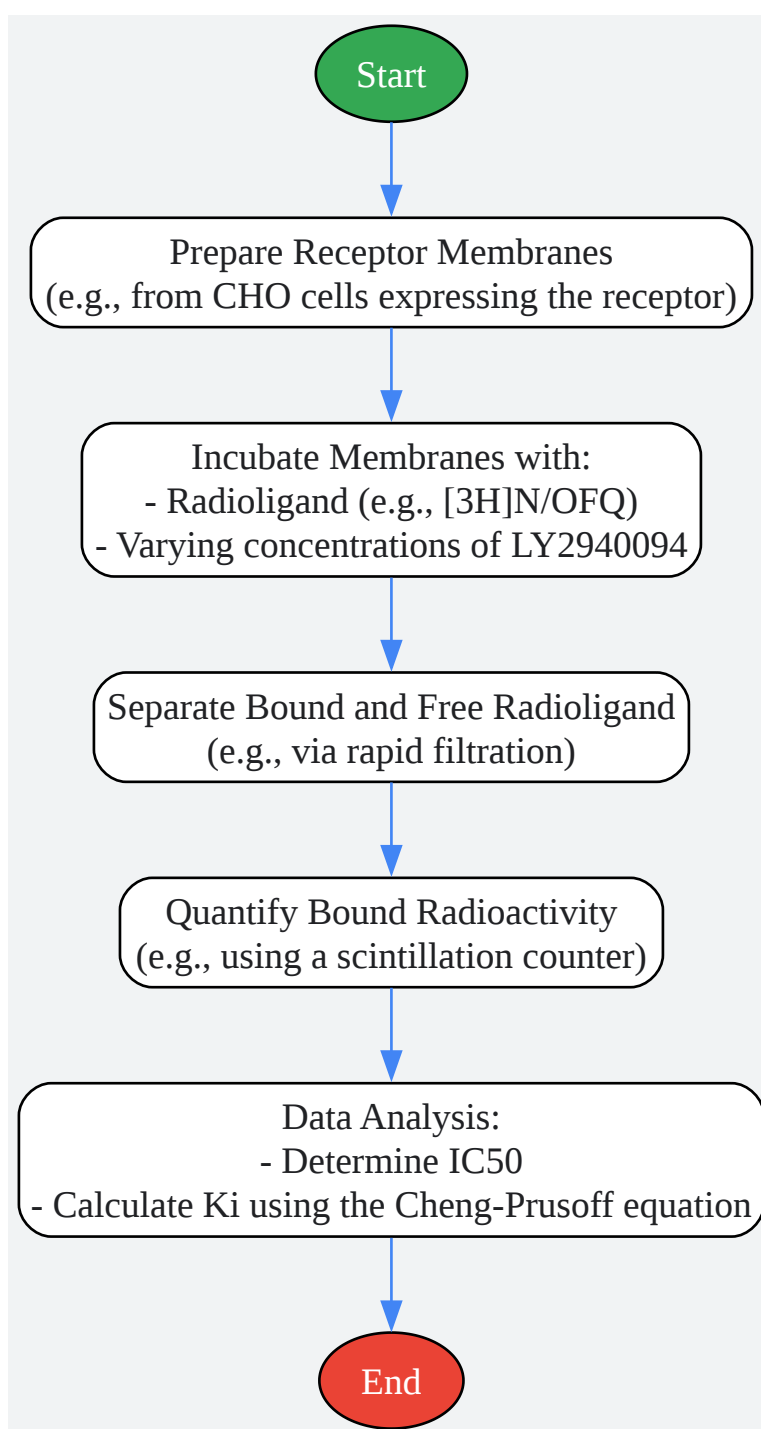 Start
Prepare Receptor Membranes
(e.g., from CHO cells expressing the receptor)
Incubate Membranes with:
- Radioligand (e.g., [3H]N/OFQ)
- Varying concentrations of LY2940094
Separate Bound and Free Radioligand
(e.g., via rapid filtration)
Quantify Bound Radioactivity
(e.g., using a scintillation counter)
Data Analysis:
- Determine IC50
- Calculate Ki using the Cheng-Prusoff equation
End